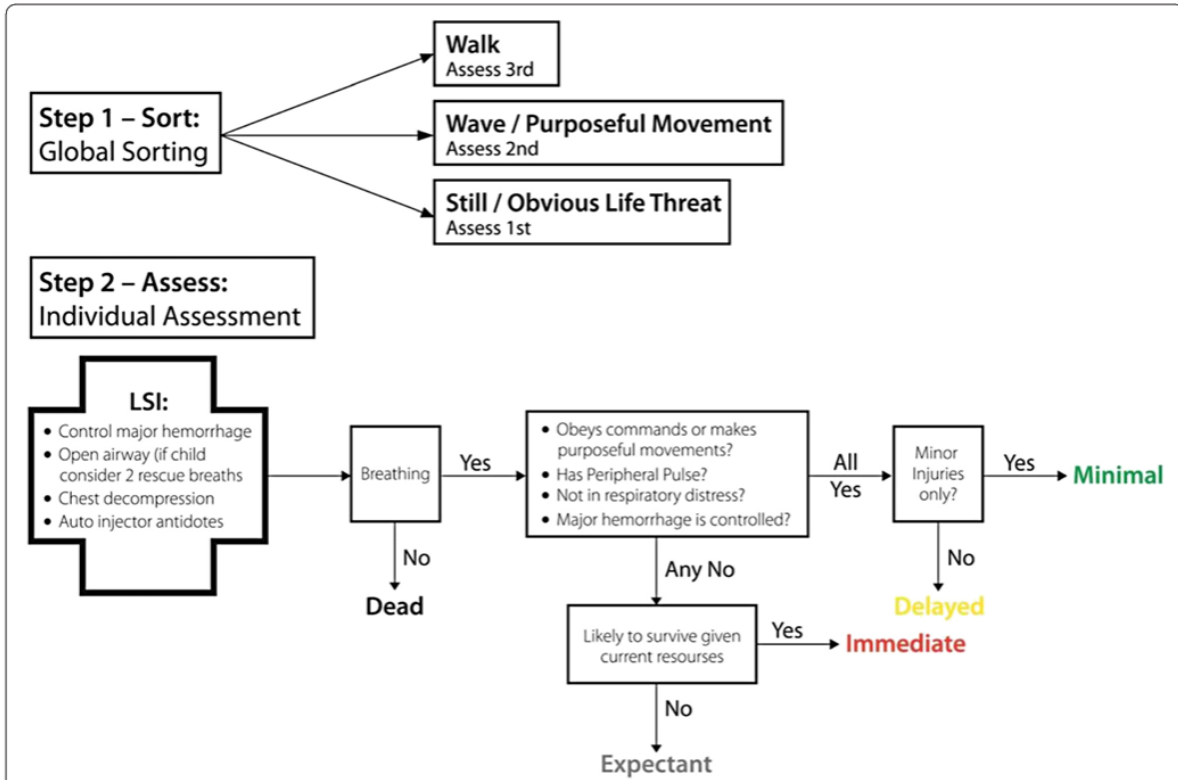 Step 1 – Sort:
Global Sorting
Walk
Assess 3rd
Wave / Purposeful Movement
Assess 2nd
Still / Obvious Life Threat
Assess 1st
Step 2 – Assess:
Individual Assessment
LSI:
• Control major hemorrhage
• Open airway (if child
consider 2 rescue breaths
• Chest decompression
• Auto injector antidotes
Breathing
Yes
No
Dead
• Obeys commands or makes
purposeful movements?
• Has Peripheral Pulse?
• Not in respiratory distress?
• Major hemorrhage is controlled?
All
Yes
Minor
Injuries
only?
Yes
Minimal
No
Delayed
Any No
Likely to survive given
current resourses
Yes
Immediate
No
Expectant